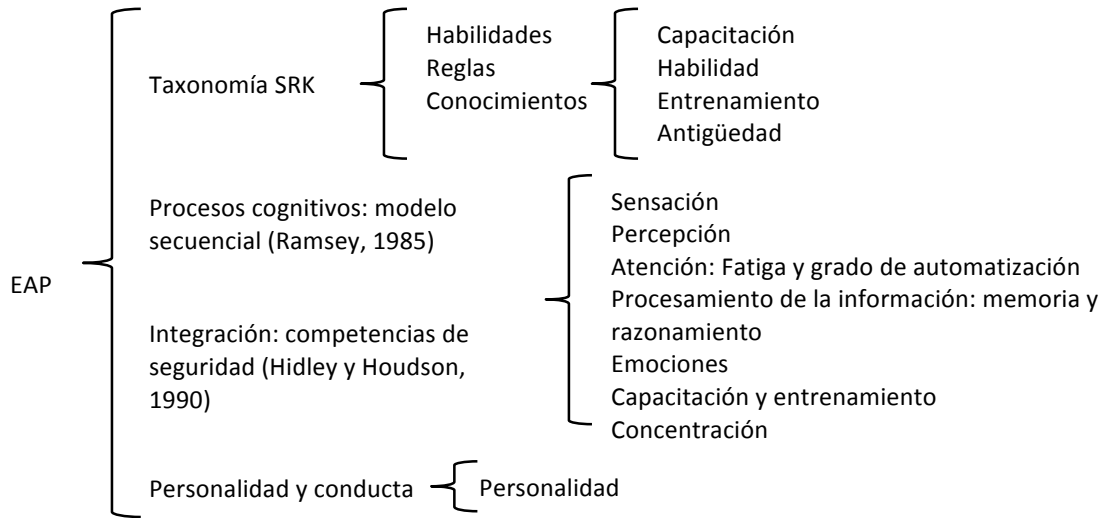 EAP
Taxonomía SRK
Habilidades
Reglas
Conocimientos
Capacitación
Habilidad
Entrenamiento
Antigüedad
Procesos cognitivos: modelo
secuencial (Ramsey, 1985)
Integración: competencias de
seguridad (Hidley y Houdson,
1990)
Sensación
Percepción
Atención: Fatiga y grado de automatización
Procesamiento de la información: memoria y
razonamiento
Emociones
Capacitación y entrenamiento
Concentración
Personalidad y conducta
Personalidad